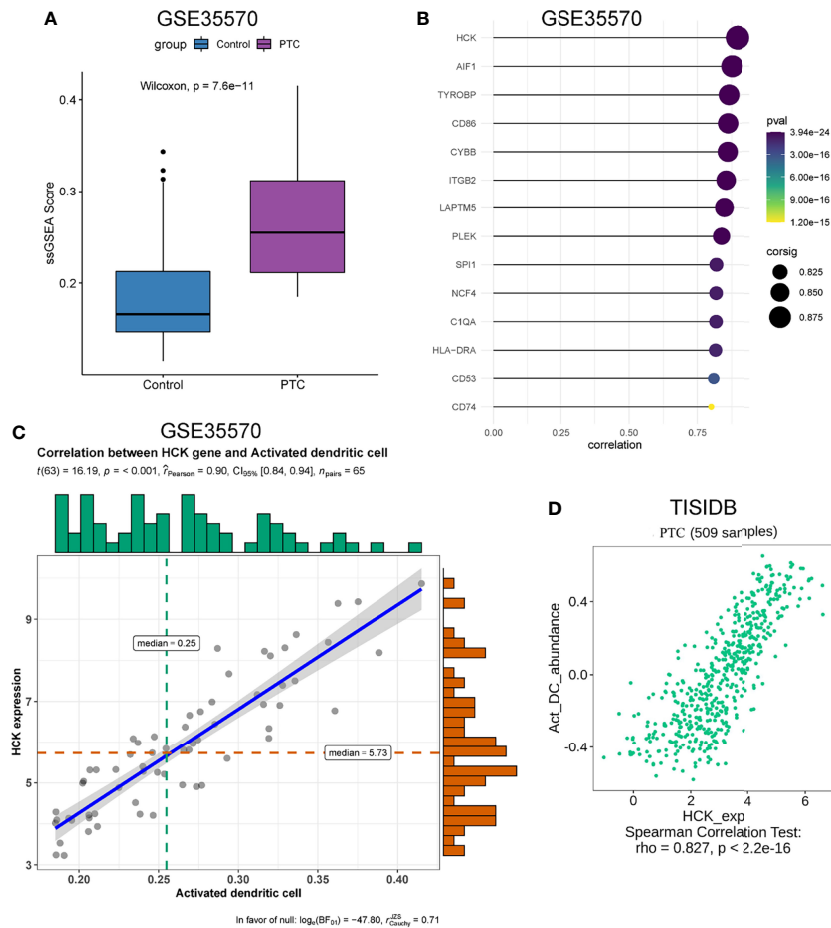 A
GSE35570
group Control PTC
Wilcoxon, p = 7.6e−11
ssGSEA Score
0.4
0.3
0.2
Control
PTC
B
GSE35570
HCK
AIF1
TYROBP
CD86
CYBB
ITGB2
LAPTM5
PLEK
SPI1
NCF4
C1QA
HLA−DRA
CD53
CD74
0.00
0.25
0.50
0.75
correlation
pval
3.94e−24
3.00e−16
6.00e−16
9.00e−16
1.20e−15
corsig
0.825
0.850
0.875
C
GSE35570
Correlation between HCK gene and Activated dendritic cell
t(63) = 16.19, p = < 0.001, r̂Pearson = 0.90, CI95% [0.84, 0.94], npairs = 65
HCK expression
9
7
5
3
median = 0.25
median = 5.73
0.20
0.25
0.30
0.35
0.40
Activated dendritic cell
In favor of null: loge(BF01) = −47.80, rJZS Cauchy = 0.71
D
TISIDB
PTC (509 samples)
Act_DC_abundance
0.4
0.0
-0.4
0
2
4
6
HCK_exp
Spearman Correlation Test:
rho = 0.827, p < 2.2e-16